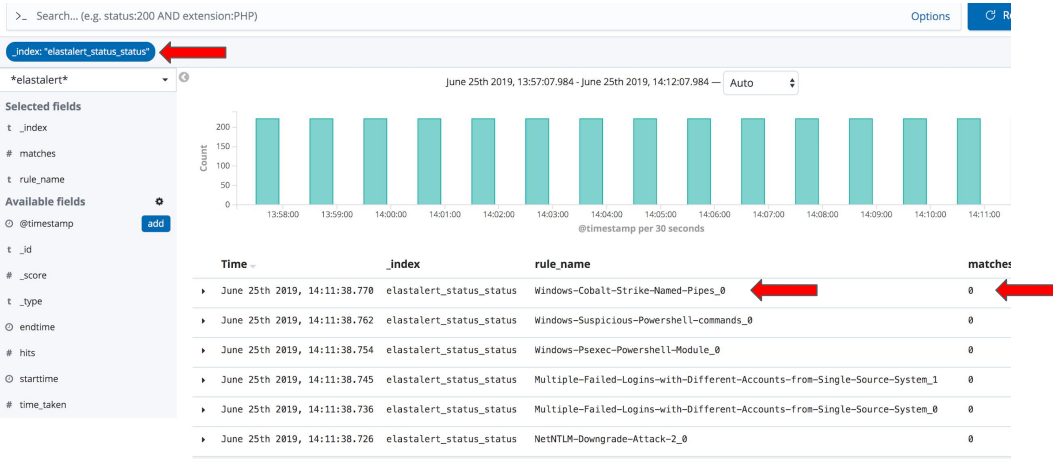 >_ Search... (e.g. status:200 AND extension:PHP) Options
_index: "elastalert_status_status"
*elastalert*
June 25th 2019, 13:57:07.984 - June 25th 2019, 14:12:07.984 — Auto
Selected fields
t _index
# matches
t rule_name
Available fields
@timestamp add
t _id
# _score
t _type
endtime
# hits
starttime
# time_taken
Count
200
150
100
50
0
13:58:00 13:59:00 14:00:00 14:01:00 14:02:00 14:03:00 14:04:00 14:05:00 14:06:00 14:07:00 14:08:00 14:09:00 14:10:00 14:11:00
@timestamp per 30 seconds
Time _index rule_name matches
June 25th 2019, 14:11:38.770 elastalert_status_status Windows-Cobalt-Strike-Named-Pipes_0 0
June 25th 2019, 14:11:38.762 elastalert_status_status Windows-Suspicious-Powershell-commands_0 0
June 25th 2019, 14:11:38.754 elastalert_status_status Windows-Psexec-Powershell-Module_0 0
June 25th 2019, 14:11:38.745 elastalert_status_status Multiple-Failed-Logins-with-Different-Accounts-from-Single-Source-System_1 0
June 25th 2019, 14:11:38.736 elastalert_status_status Multiple-Failed-Logins-with-Different-Accounts-from-Single-Source-System_0 0
June 25th 2019, 14:11:38.726 elastalert_status_status NetNTLM-Downgrade-Attack-2_0 0